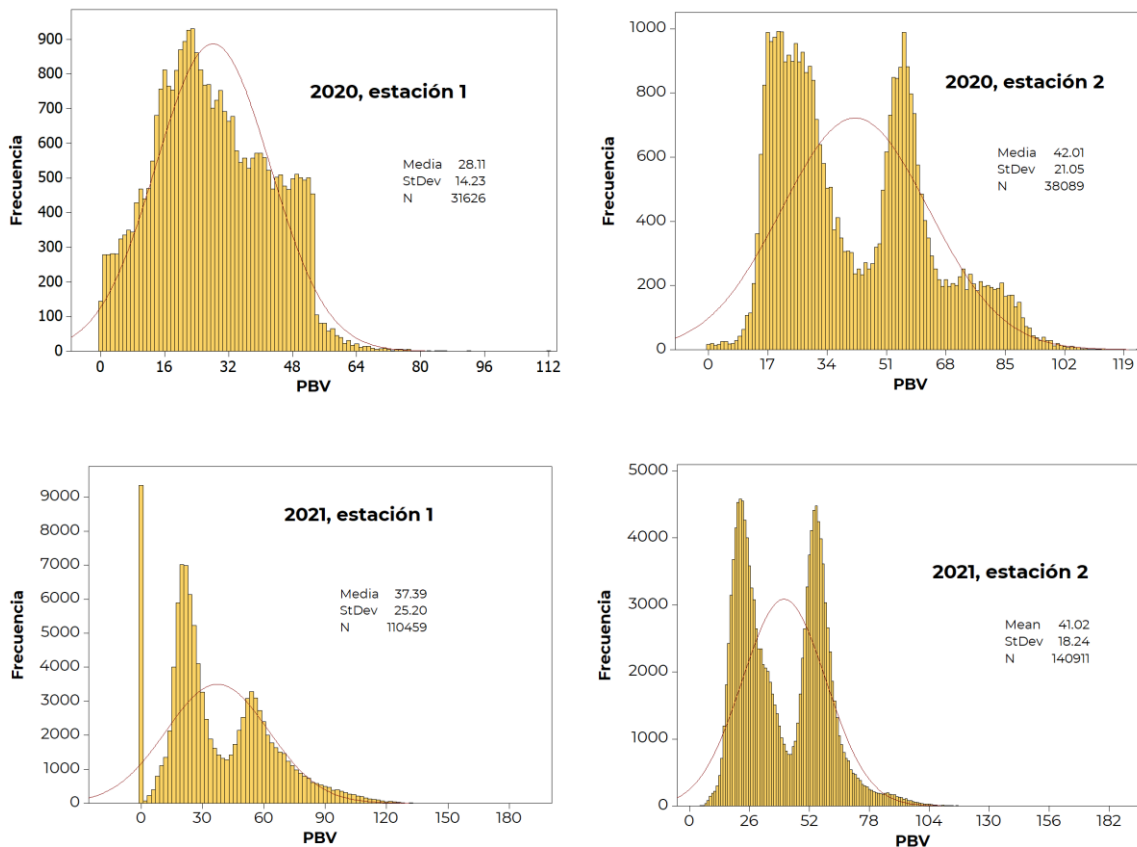 2020, estación 1
Frecuencia
900
800
700
600
500
400
300
200
100
0
Media 28.11
StDev 14.23
N 31626
0 16 32 48 64 80 96 112
PBV
2020, estación 2
Frecuencia
1000
800
600
400
200
0
Media 42.01
StDev 21.05
N 38089
0 17 34 51 68 85 102 119
PBV
2021, estación 1
Frecuencia
9000
8000
7000
6000
5000
4000
3000
2000
1000
0
Media 37.39
StDev 25.20
N 110459
0 30 60 90 120 150 180
PBV
2021, estación 2
Frecuencia
5000
4000
3000
2000
1000
0
Mean 41.02
StDev 18.24
N 140911
0 26 52 78 104 130 156 182
PBV